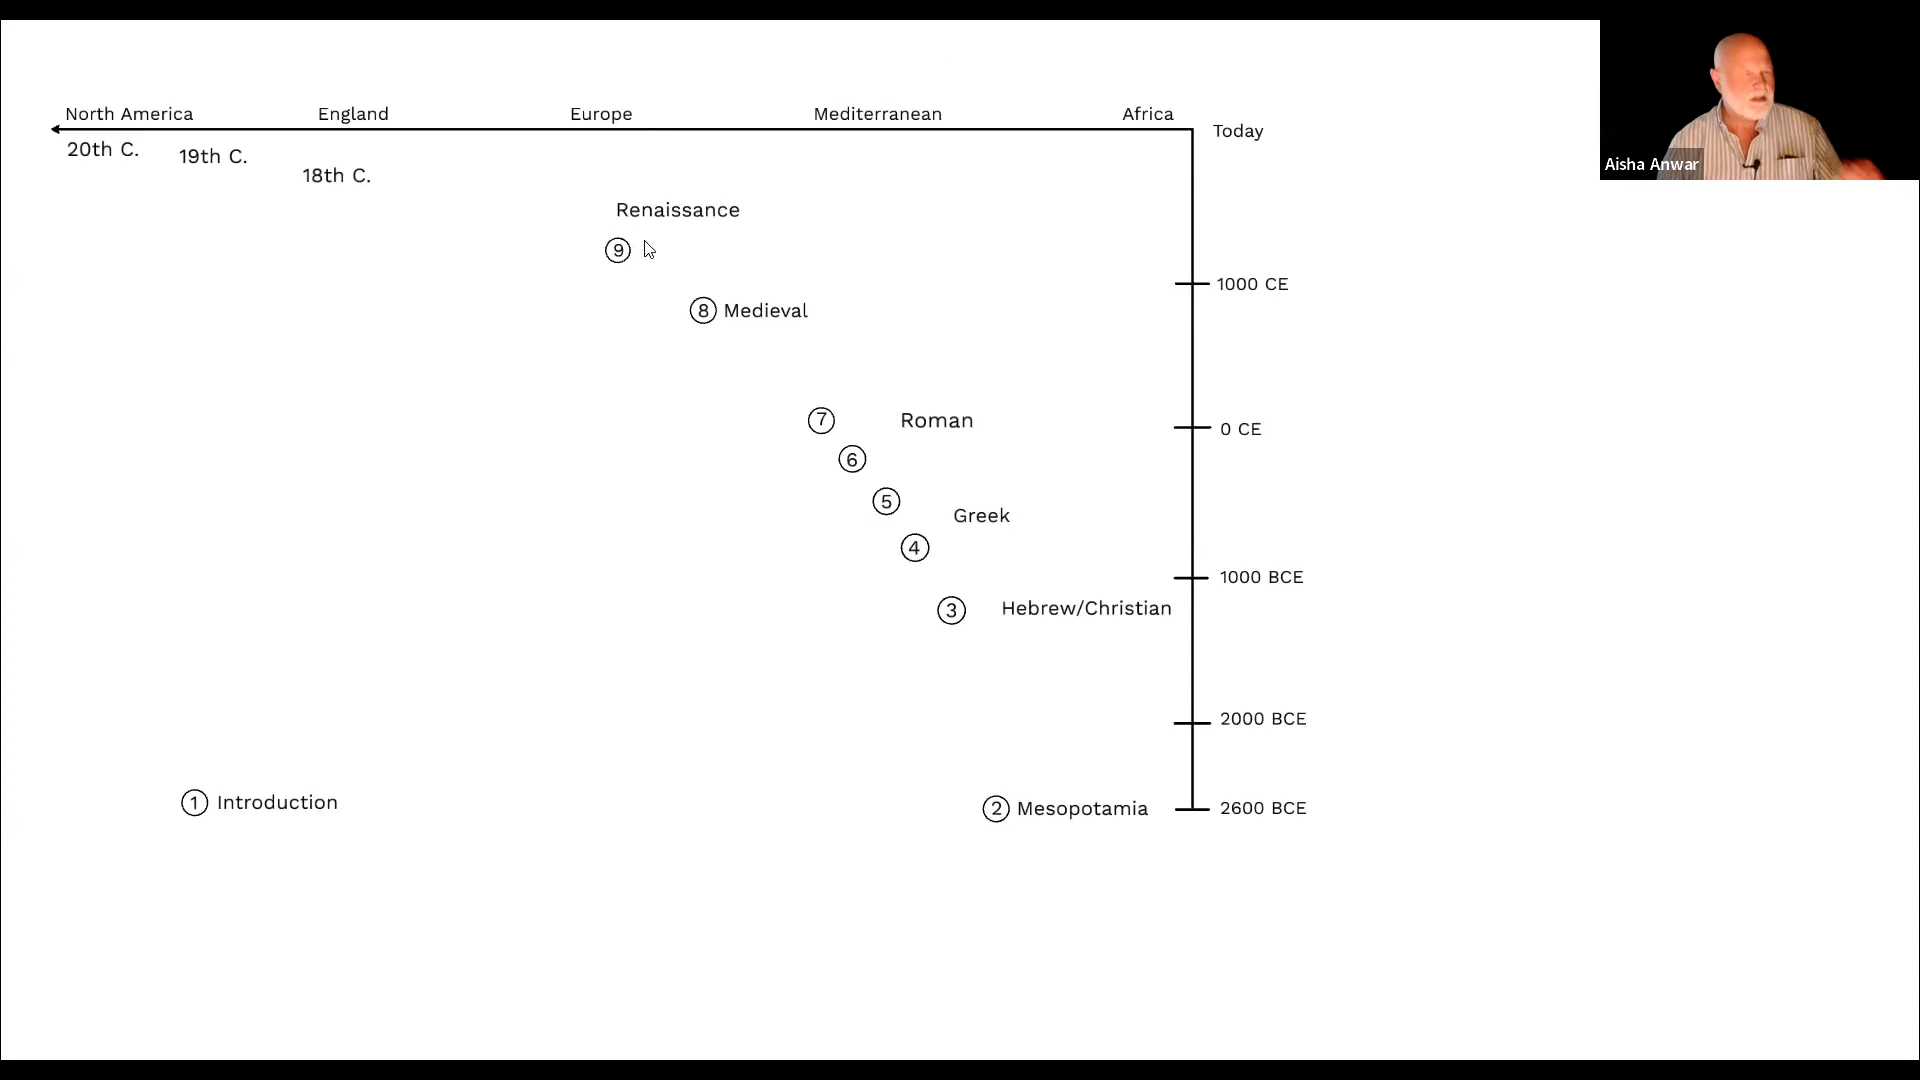 North America England Europe Mediterranean Africa
Today
20th C.
19th C.
18th C.
Aisha Anwar
Renaissance
9
1000 CE
8 Medieval
7 Roman
0 CE
6
5
Greek
4
1000 BCE
3 Hebrew/Christian
2000 BCE
1 Introduction
2 Mesopotamia
2600 BCE